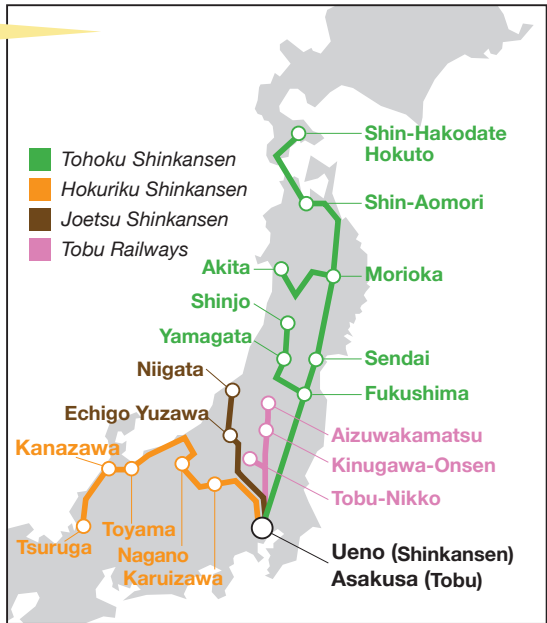 Shin-Hakodate
Hokuto
Tohoku Shinkansen
Hokuriku Shinkansen
Joetsu Shinkansen
Tobu Railways
Shin-Aomori
Akita
Morioka
Shinjo
Yamagata
Sendai
Niigata
Fukushima
Echigo Yuzawa
Aizuwakamatsu
Kanazawa
Kinugawa-Onsen
Tobu-Nikko
Toyama
Tsuruga
Nagano
Karuizawa
Ueno (Shinkansen)
Asakusa (Tobu)